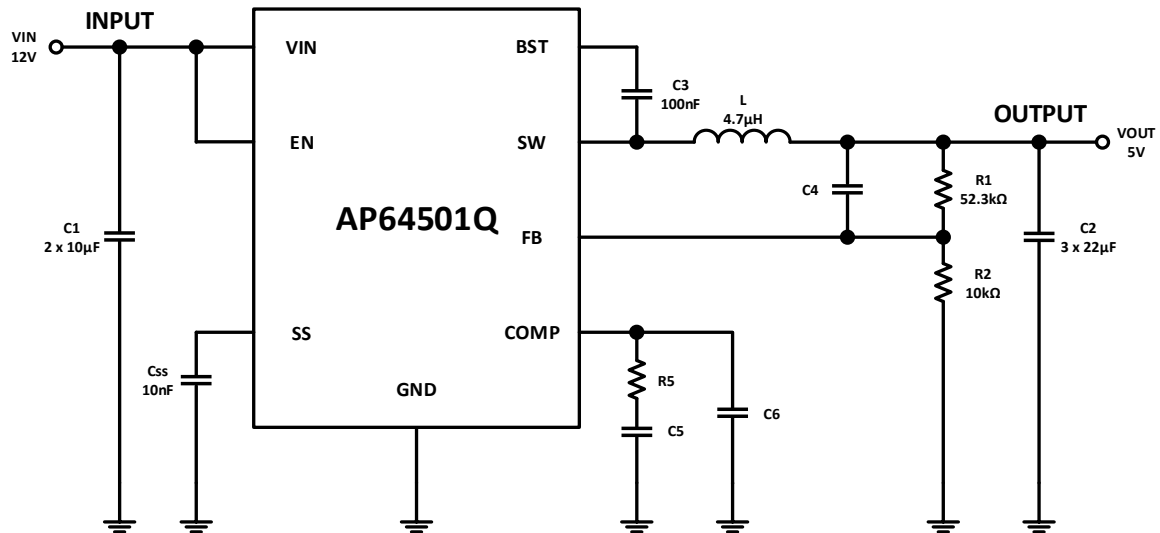 INPUT
VIN
12V
VIN
BST
C3
100nF
L
4.7µH
OUTPUT
VOUT
5V
EN
SW
C4
R1
52.3kΩ
AP64501Q
FB
C1
2 x 10µF
C2
3 x 22µF
R2
10kΩ
SS
COMP
Css
10nF
GND
R5
C5
C6